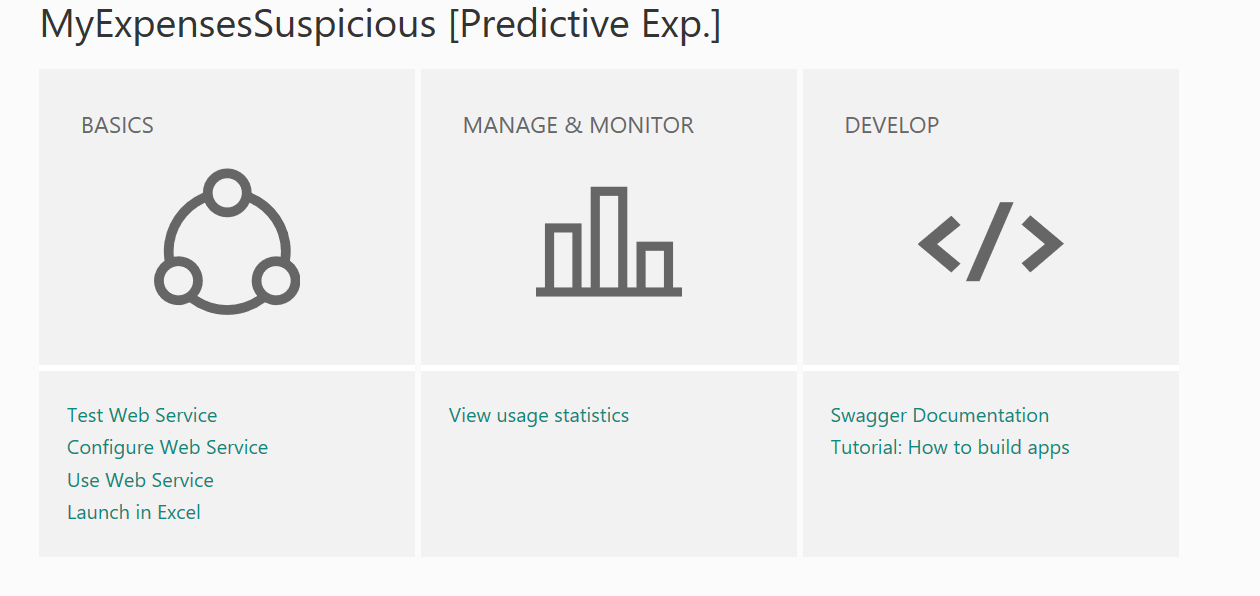 MyExpensesSuspicious [Predictive Exp.]
BASICS
MANAGE & MONITOR
DEVELOP
Test Web Service
Configure Web Service
Use Web Service
Launch in Excel
View usage statistics
Swagger Documentation
Tutorial: How to build apps